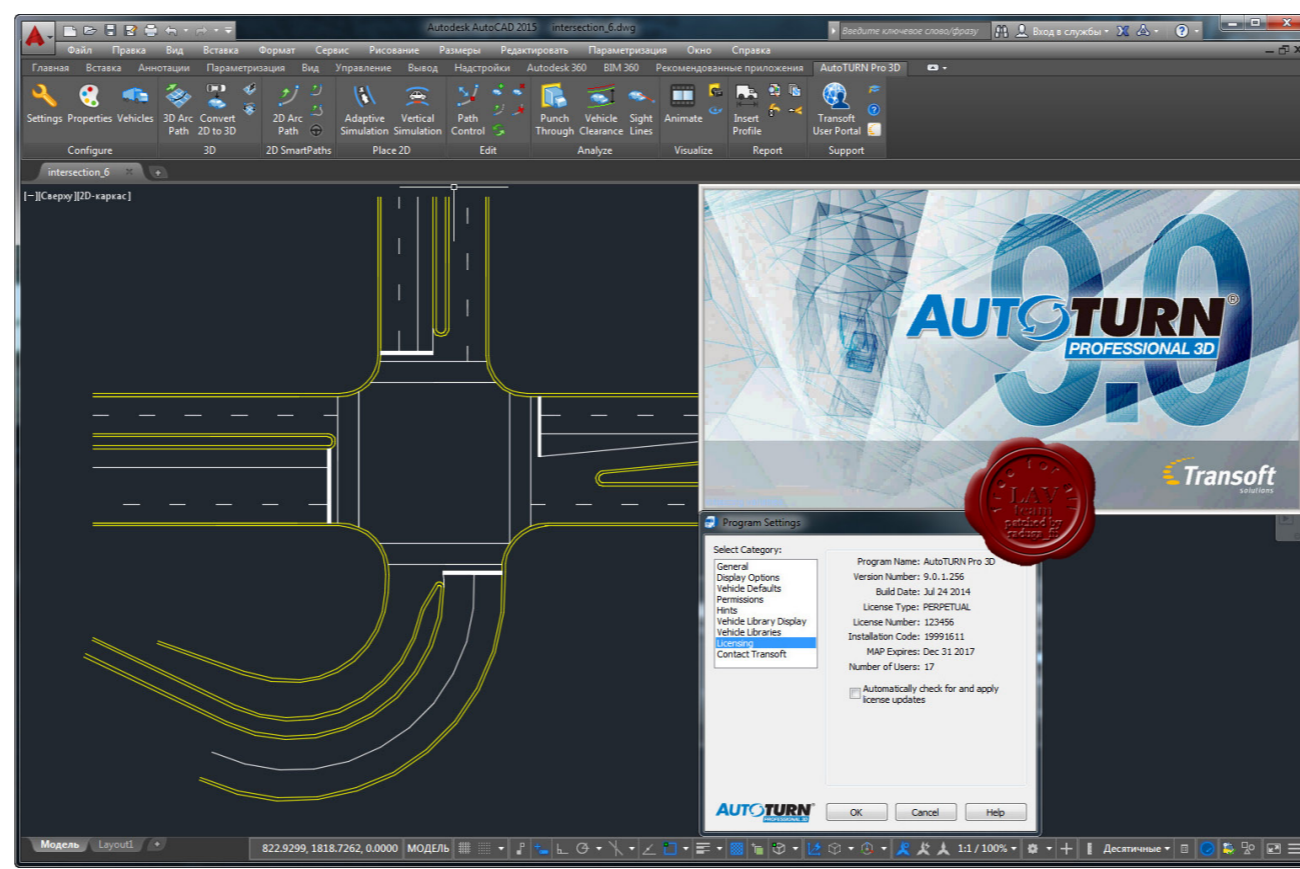 Autodesk AutoCAD 2015 intersection_6.dwg
Введите ключевое слово/фразу
Вход в службы
Файл Правка Вид Вставка Формат Сервис Рисование Размеры Редактировать Параметризация Окно Справка
Главная Вставка Аннотации Параметризация Вид Управление Вывод Надстройки Autodesk 360 BIM 360 Рекомендованные приложения AutoTURN Pro 3D
Settings Properties Vehicles 3D Arc Path Convert 2D to 3D 2D Arc Path Adaptive Simulation Vertical Simulation Path Control Punch Through Vehicle Clearance Sight Lines Animate Insert Profile Transoft User Portal
Configure 3D 2D SmartPaths Place 2D Edit Analyze Visualize Report Support
intersection_6
[−][Сверху][2D-каркас]
9.0
AUTOTURN®
PROFESSIONAL 3D
Transoft
solutions
LAV
team
patched by
Program Settings
Select Category:
General
Display Options
Vehicle Defaults
Permissions
Hints
Vehicle Library Display
Vehicle Libraries
Licensing
Contact Transoft
Program Name: AutoTURN Pro 3D
Version Number: 9.0.1.256
Build Date: Jul 24 2014
License Type: PERPETUAL
License Number: 123456
Installation Code: 19991611
MAP Expires: Dec 31 2017
Number of Users: 17
Automatically check for and apply
license updates
AUTOTURN®
PROFESSIONAL 3D
OK Cancel Help
Модель Layout1
822.9299, 1818.7262, 0.0000 МОДЕЛЬ 1:1 / 100% Десятичные